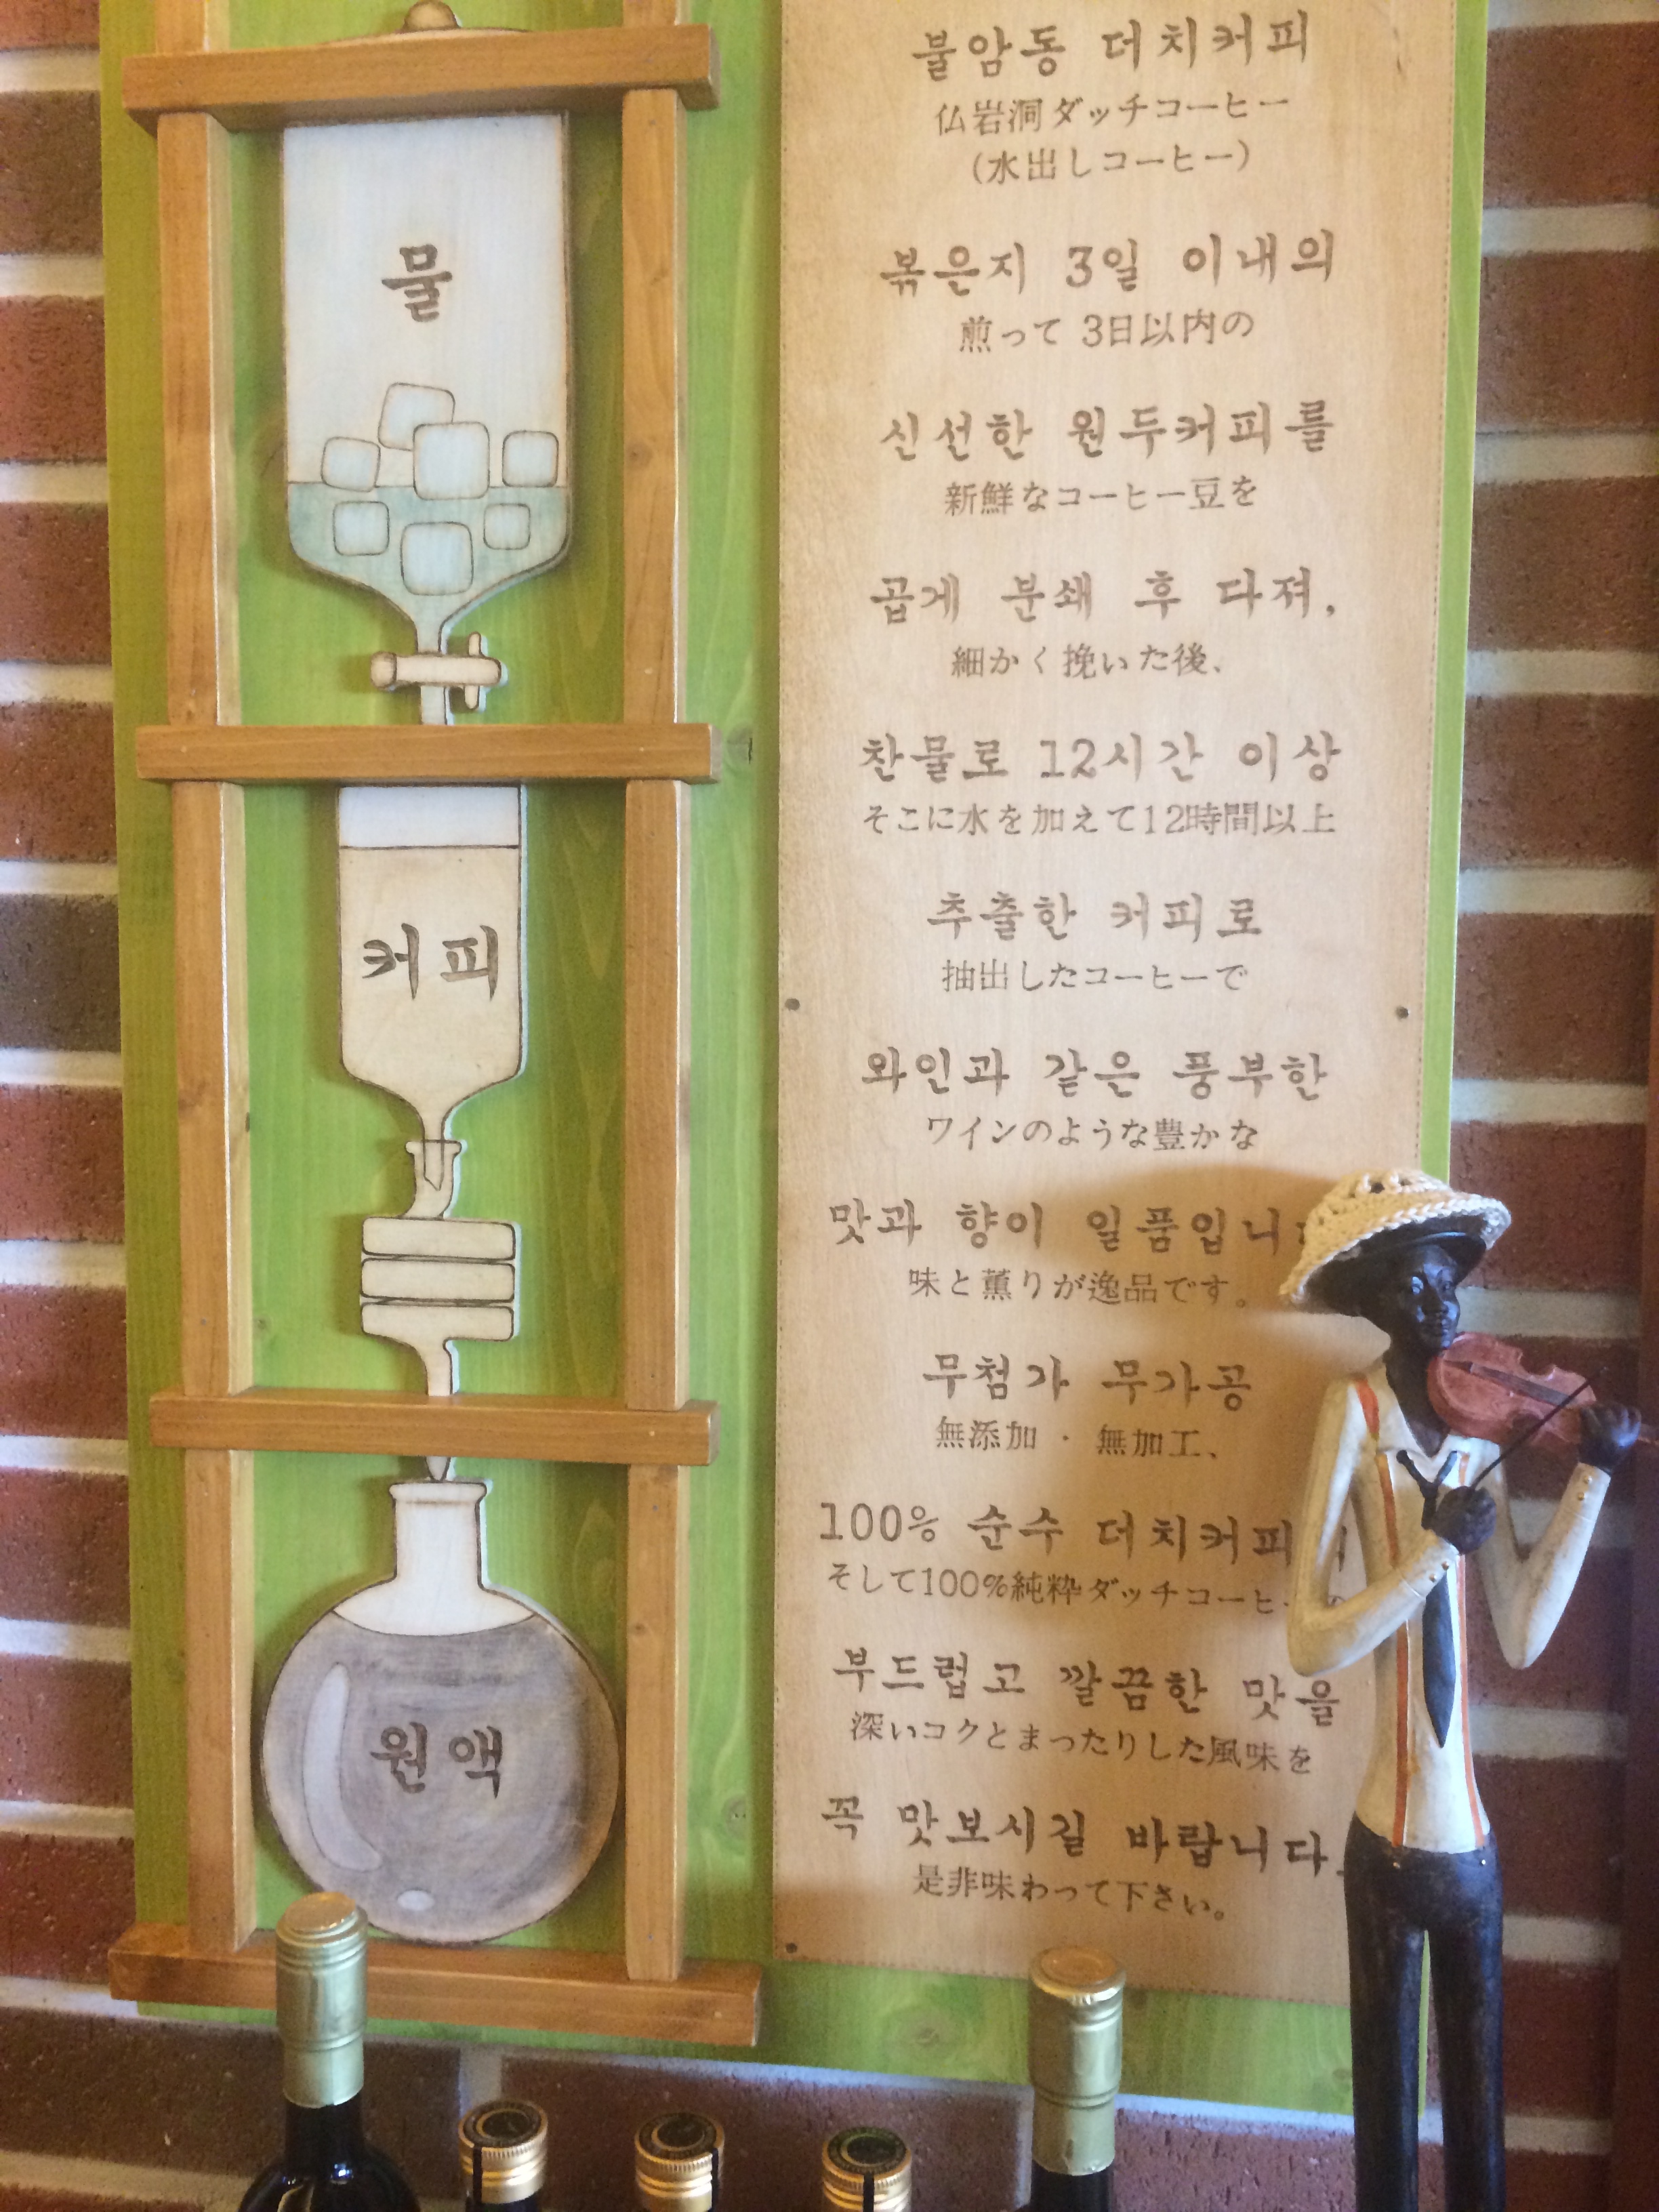 물
커피
원액
불암동 더치커피
仏岩洞ダッチコーヒー
(水出しコーヒー)
볶은지 3일 이내의
煎って 3日以内の
신선한 원두커피를
新鮮なコーヒー豆を
곱게 분쇄 후 다져,
細かく挽いた後、
찬물로 12시간 이상
そこに水を加えて12時間以上
추출한 커피로
抽出したコーヒーで
와인과 같은 풍부한
ワインのような豊かな
맛과 향이
味と薫りが逸品です。
무첨가 무가공
無添加・無加工、
100% 순수 더치커피
そして100%純粋ダッチコーヒ
부드럽고 깔끔한 맛을
深いコクとまったりした風味を
꼭 맛보시길 바랍니다.
是非味わって下さい。